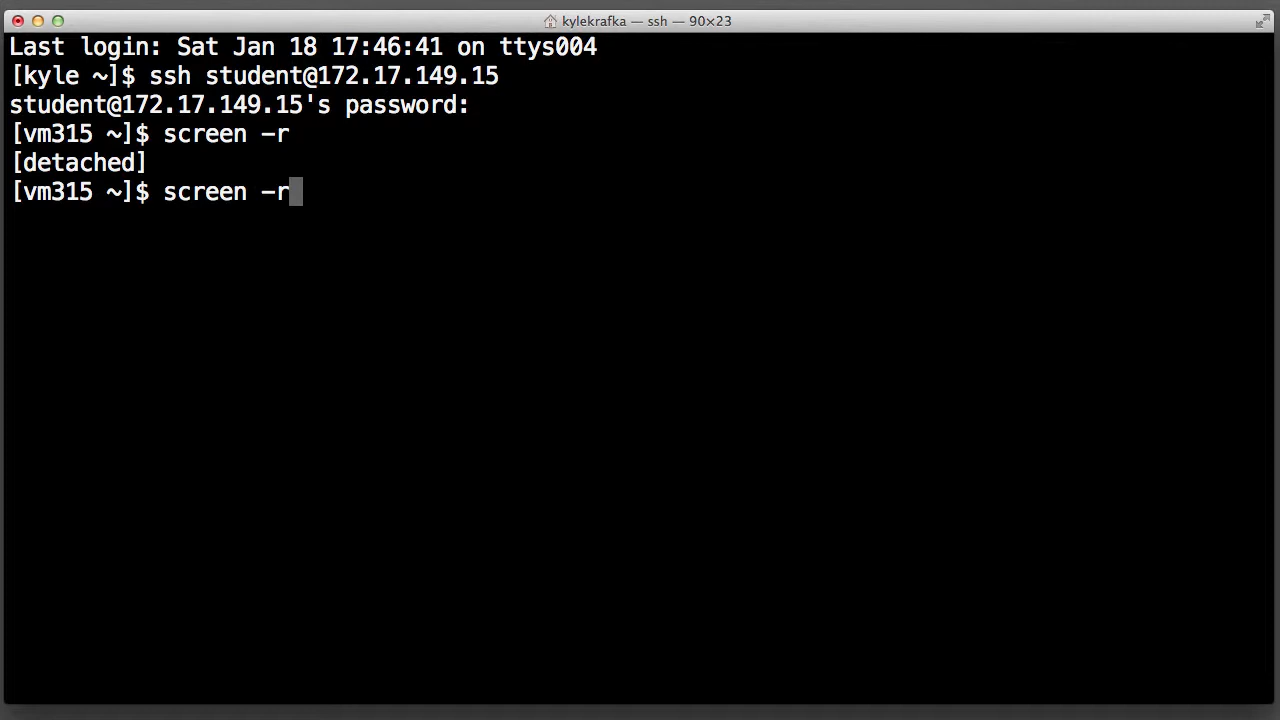 kylekrafka — ssh — 90×23
Last login: Sat Jan 18 17:46:41 on ttys004
[kyle ~]$ ssh student@172.17.149.15
student@172.17.149.15's password:
[vm315 ~]$ screen -r
[detached]
[vm315 ~]$ screen -r